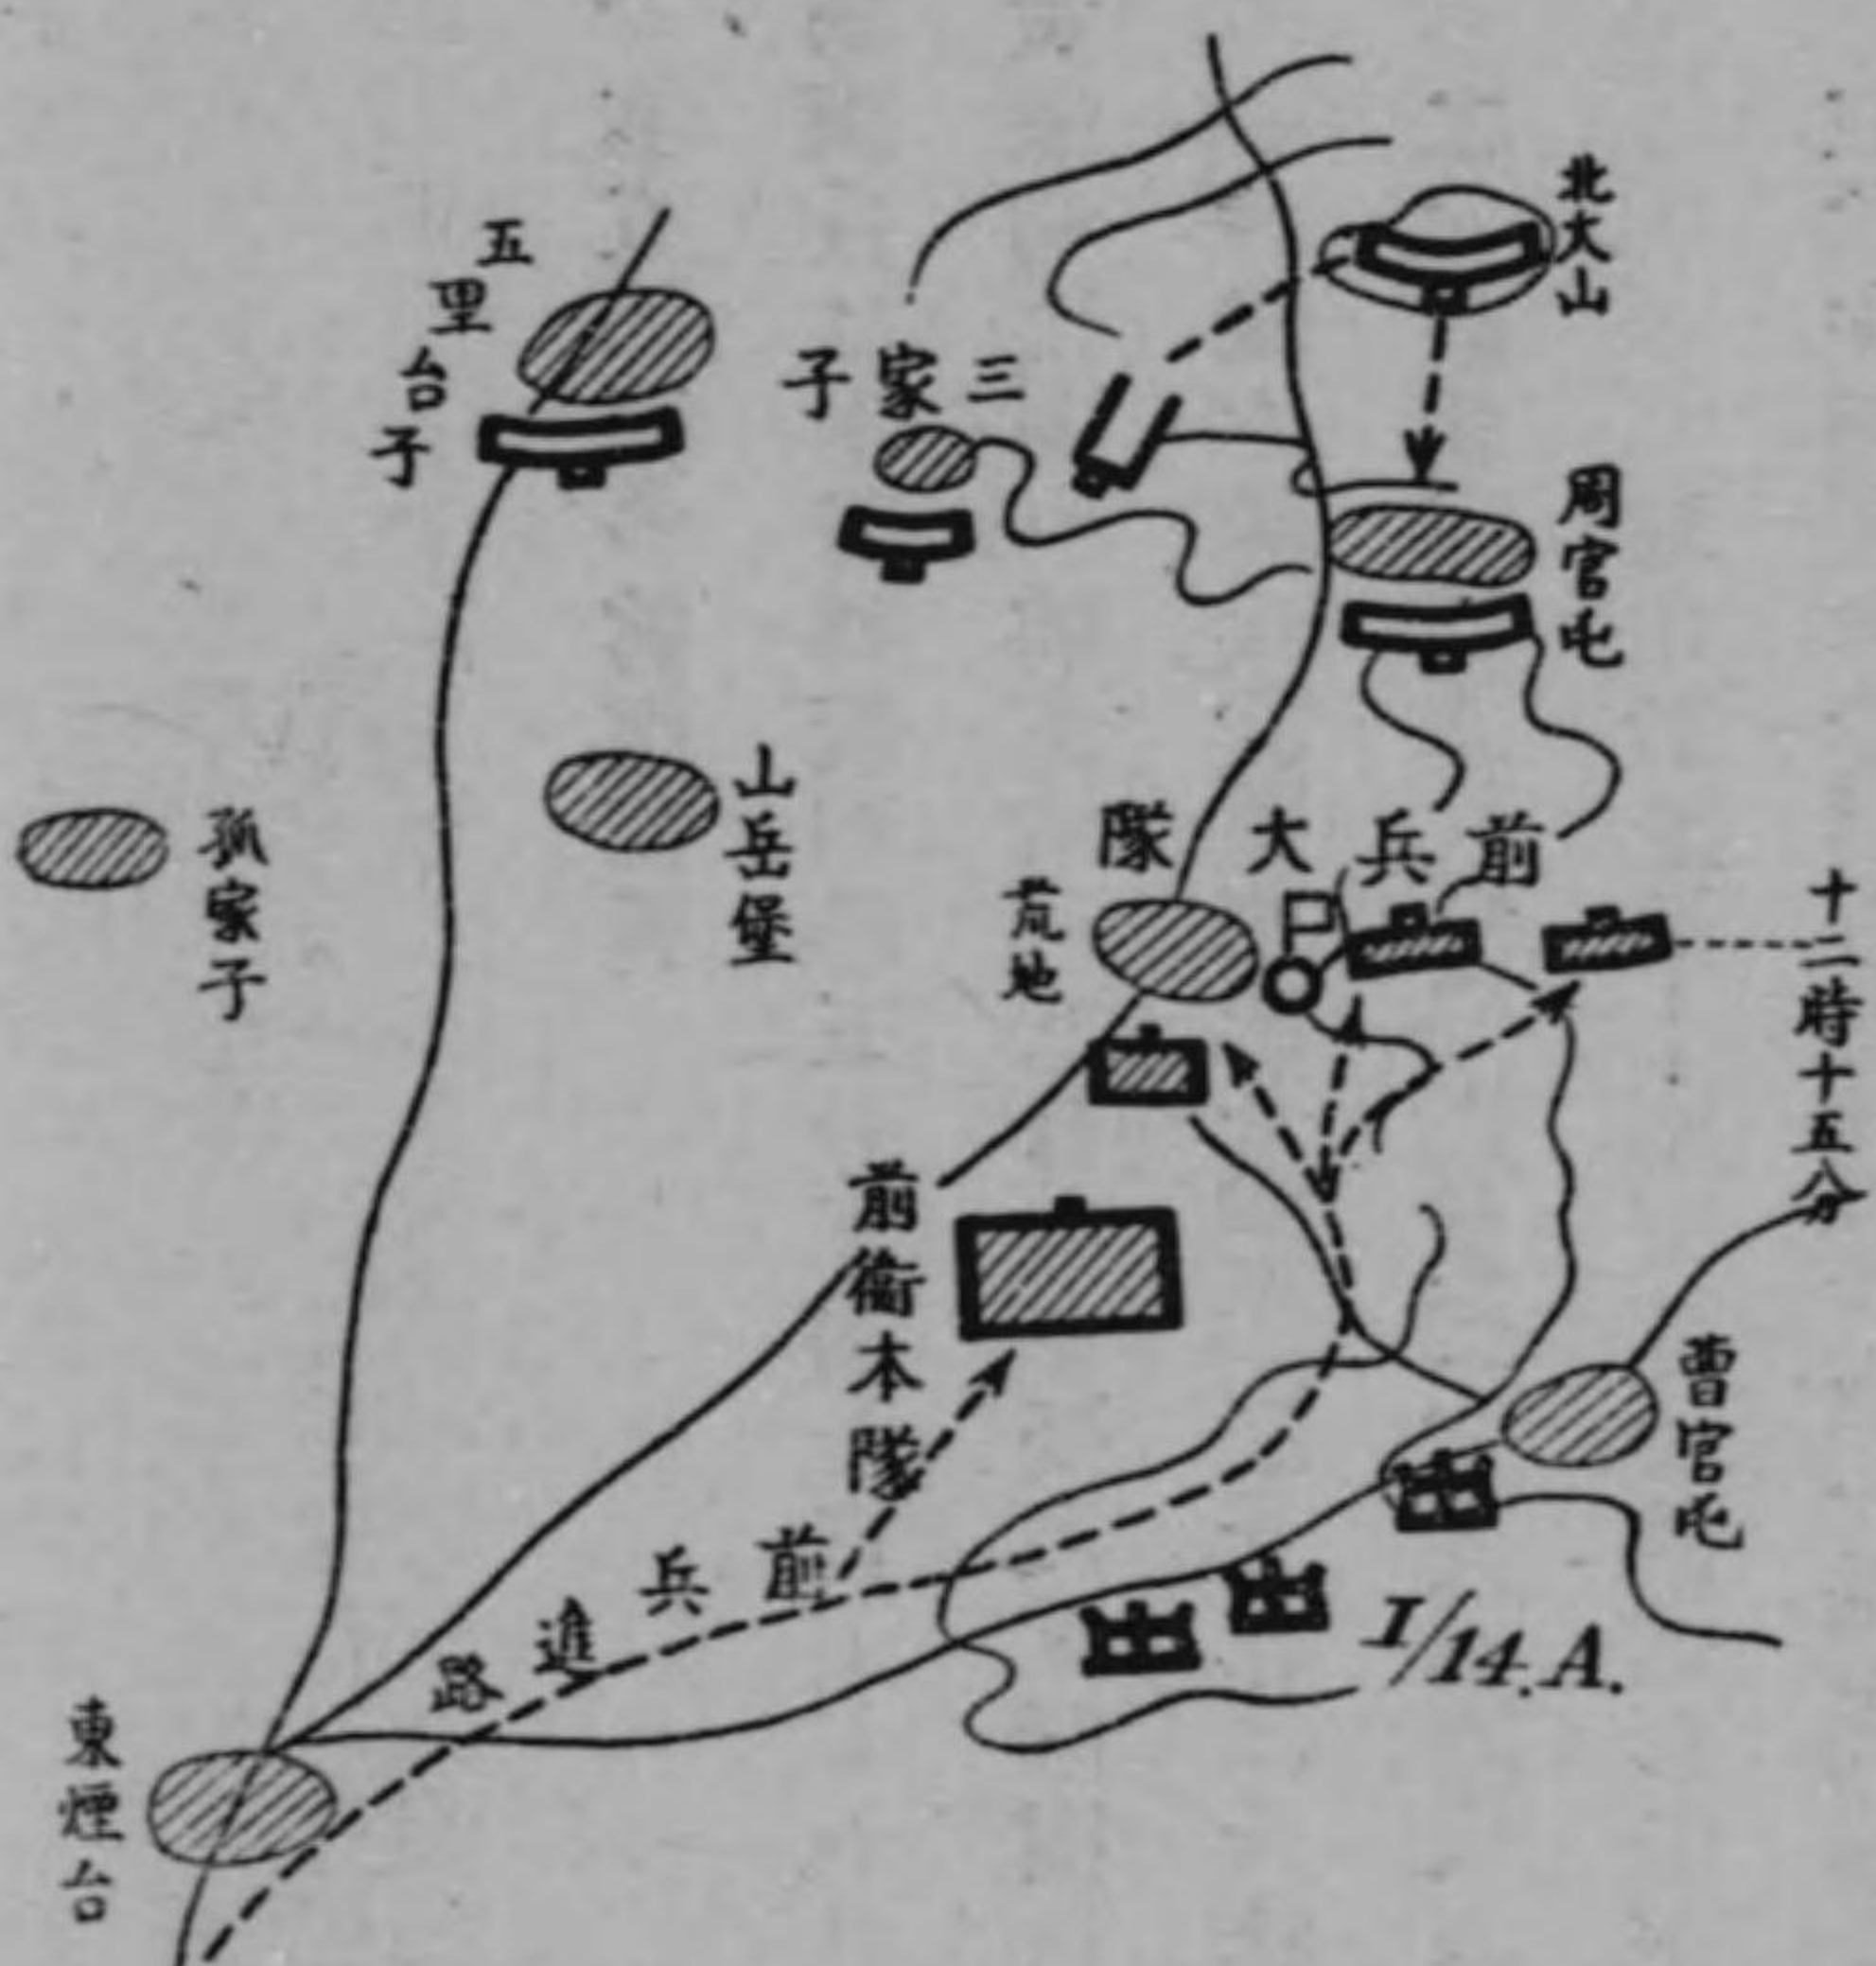 北大山
五里台子
三家子
周官屯
山岳堡
孤家子
前兵大隊
荒地
十二時十五分
前衞本隊
曹官屯
前兵進路
I/14.A.
東煙台